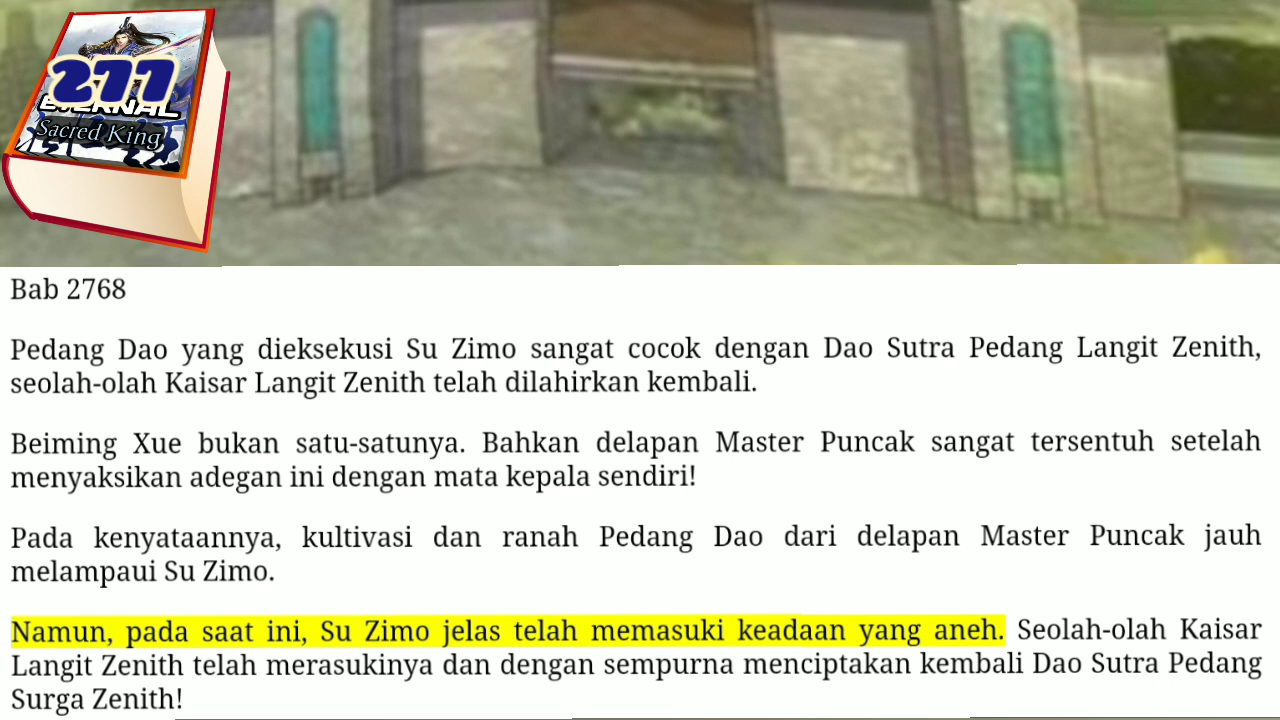 277
ETERNAL
Sacred King
Bab 2768
Pedang Dao yang dieksekusi Su Zimo sangat cocok dengan Dao Sutra Pedang Langit Zenith,
seolah-olah Kaisar Langit Zenith telah dilahirkan kembali.
Beiming Xue bukan satu-satunya. Bahkan delapan Master Puncak sangat tersentuh setelah
menyaksikan adegan ini dengan mata kepala sendiri!
Pada kenyataannya, kultivasi dan ranah Pedang Dao dari delapan Master Puncak jauh
melampaui Su Zimo.
Namun, pada saat ini, Su Zimo jelas telah memasuki keadaan yang aneh. Seolah-olah Kaisar
Langit Zenith telah merasukinya dan dengan sempurna menciptakan kembali Dao Sutra Pedang
Surga Zenith!